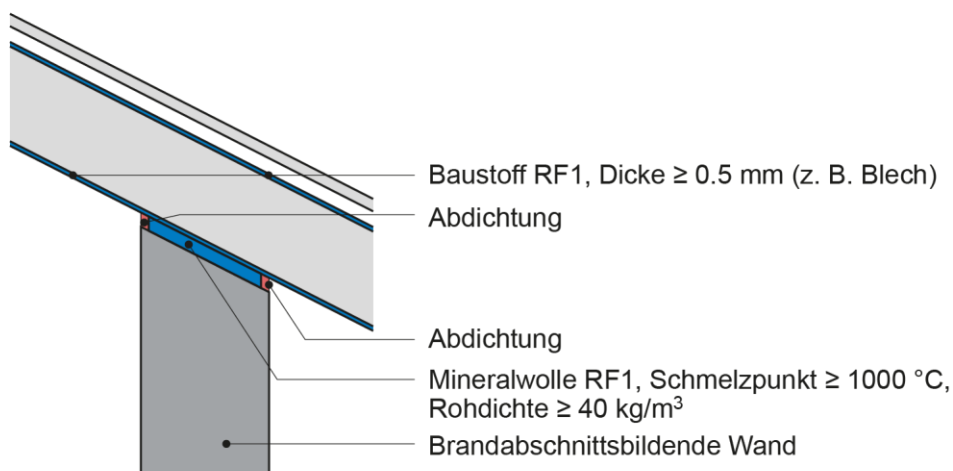 Baustoff RF1, Dicke ≥ 0.5 mm (z. B. Blech)
Abdichtung
Abdichtung
Mineralwolle RF1, Schmelzpunkt ≥ 1000 °C,
Rohdichte ≥ 40 kg/m³
Brandabschnittsbildende Wand